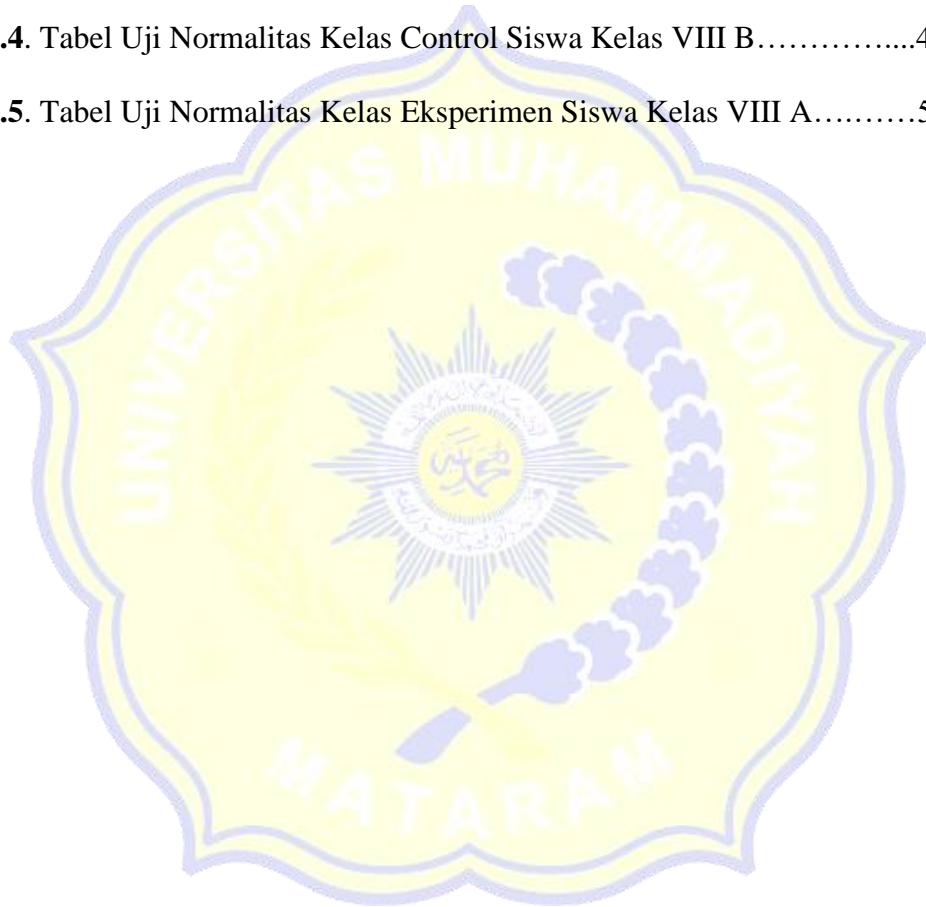 .4. Tabel Uji Normalitas Kelas Control Siswa Kelas VIII B…………....4
.5. Tabel Uji Normalitas Kelas Eksperimen Siswa Kelas VIII A….……5
UNIVERSITAS MUHAMMADIYAH
MATARAM